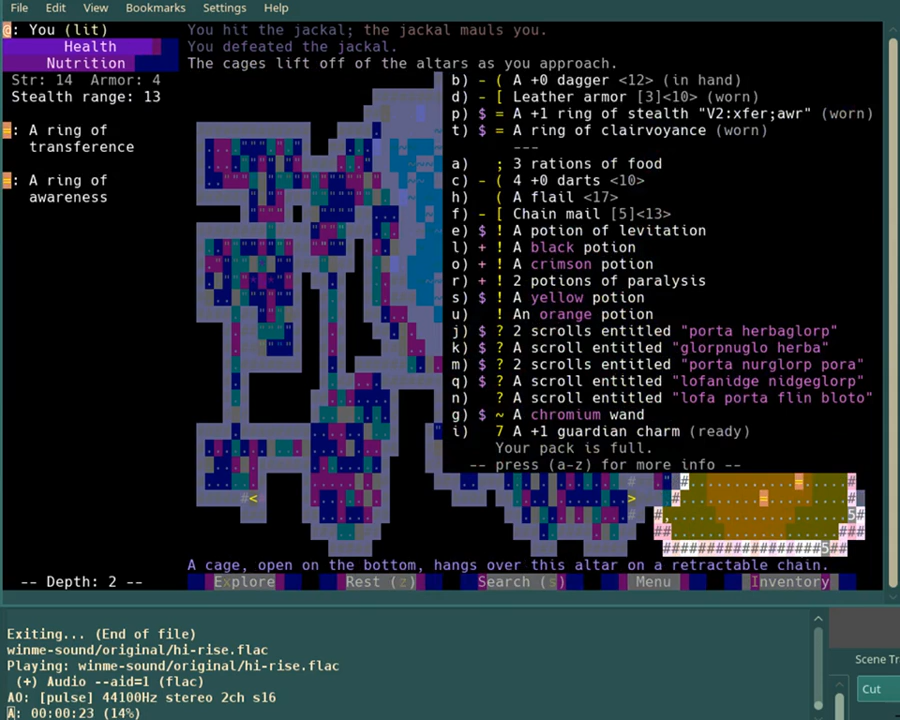 File Edit View Bookmarks Settings Help
@: You (lit)
Health
Nutrition
Str: 14 Armor: 4
Stealth range: 13
=: A ring of
transference
=: A ring of
awareness
-- Depth: 2 --
You hit the jackal; the jackal mauls you.
You defeated the jackal.
The cages lift off of the altars as you approach.
b) - ( A +0 dagger <12> (in hand)
d) - [ Leather armor [3]<10> (worn)
p) $ = A +1 ring of stealth "V2:xfer;awr" (worn)
t) $ = A ring of clairvoyance (worn)
---
a) ; 3 rations of food
c) - ( 4 +0 darts <10>
h) ( A flail <17>
f) - [ Chain mail [5]<13>
e) $ ! A potion of levitation
l) + ! A black potion
o) + ! A crimson potion
r) + ! 2 potions of paralysis
s) $ ! A yellow potion
u) ! An orange potion
j) $ ? 2 scrolls entitled "porta herbaglorp"
k) $ ? A scroll entitled "glorpnuglo herba"
m) $ ? 2 scrolls entitled "porta nurglorp pora"
q) $ ? A scroll entitled "lofanidge nidgeglorp"
n) ? A scroll entitled "lofa porta flin bloto"
g) $ ~ A chromium wand
i) 7 A +1 guardian charm (ready)
Your pack is full.
-- press (a-z) for more info --
A cage, open on the bottom, hangs over this altar on a retractable chain.
Explore Rest (Z) Search (s) Menu Inventory
Exiting... (End of file)
winme-sound/original/hi-rise.flac
Playing: winme-sound/original/hi-rise.flac
(+) Audio --aid=1 (flac)
AO: [pulse] 44100Hz stereo 2ch s16
A: 00:00:23 (14%)
Scene Tr
Cut